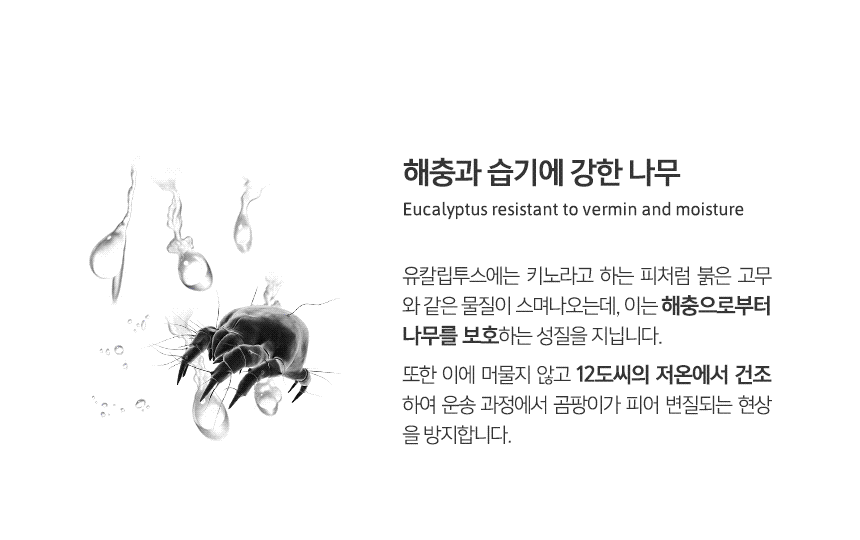 해충과 습기에 강한 나무
Eucalyptus resistant to vermin and moisture
유칼립투스에는 키노라고 하는 피처럼 붉은 고무
와 같은 물질이 스며나오는데, 이는 해충으로부터
나무를 보호하는 성질을 지닙니다.
또한 이에 머물지 않고 12도씨의 저온에서 건조
하여 운송 과정에서 곰팡이가 피어 변질되는 현상
을 방지합니다.